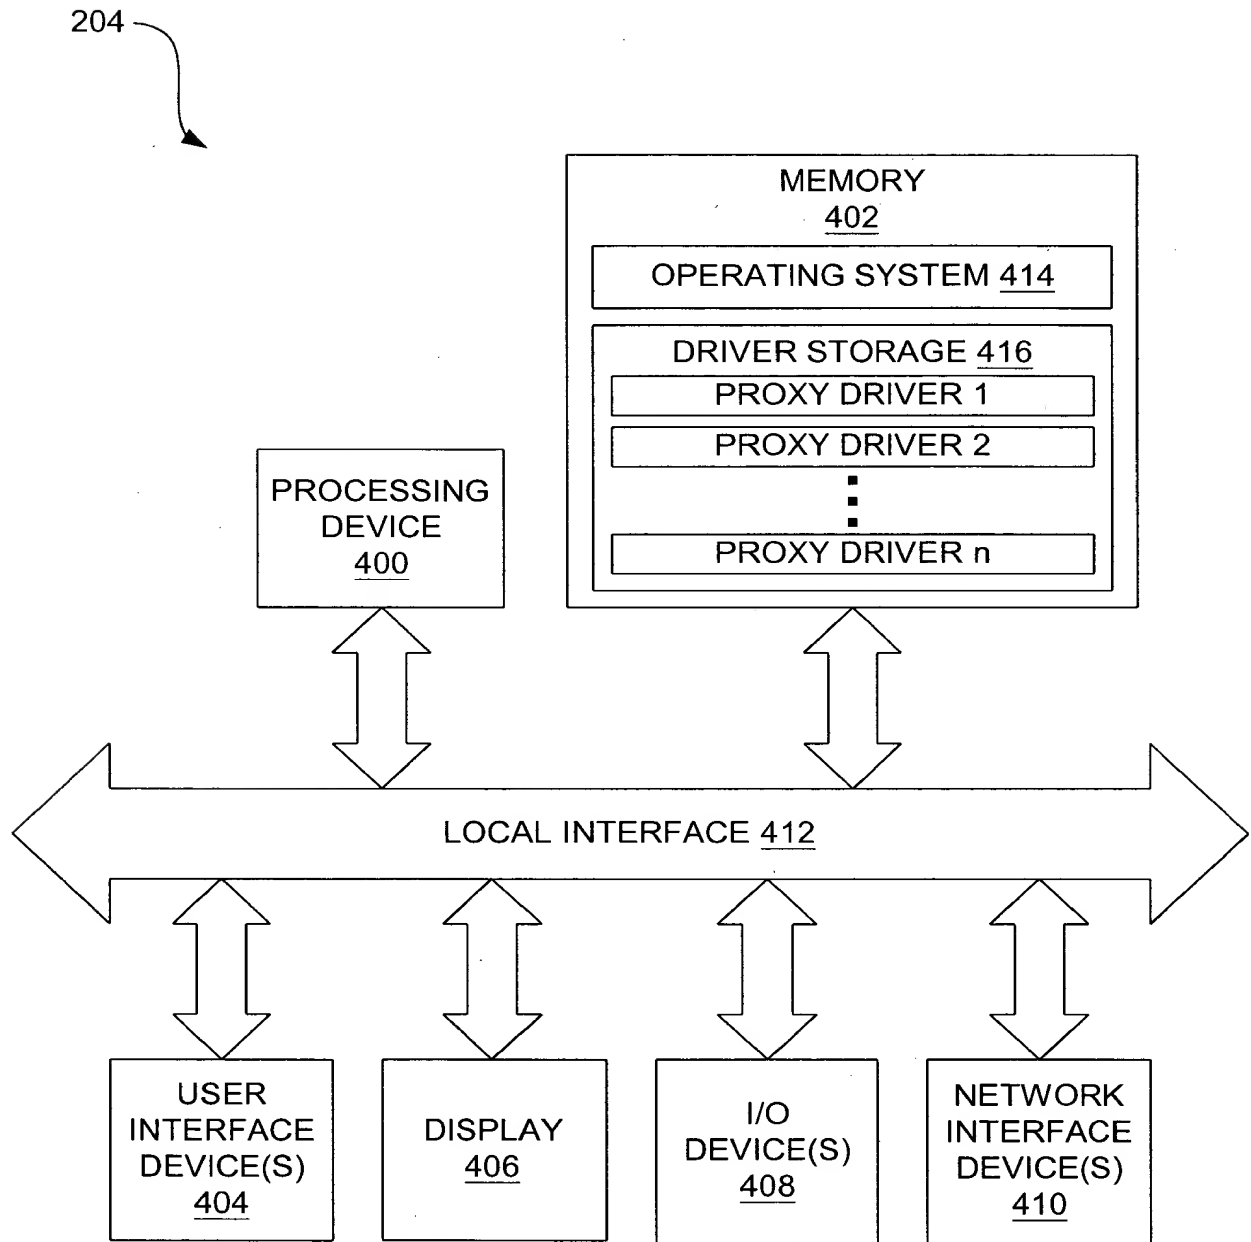 204
MEMORY
402
OPERATING SYSTEM 414
DRIVER STORAGE 416
PROXY DRIVER 1
PROXY DRIVER 2
PROXY DRIVER n
PROCESSING
DEVICE
400
LOCAL INTERFACE 412
USER
INTERFACE
DEVICE(S)
404
DISPLAY
406
I/O
DEVICE(S)
408
NETWORK
INTERFACE
DEVICE(S)
410